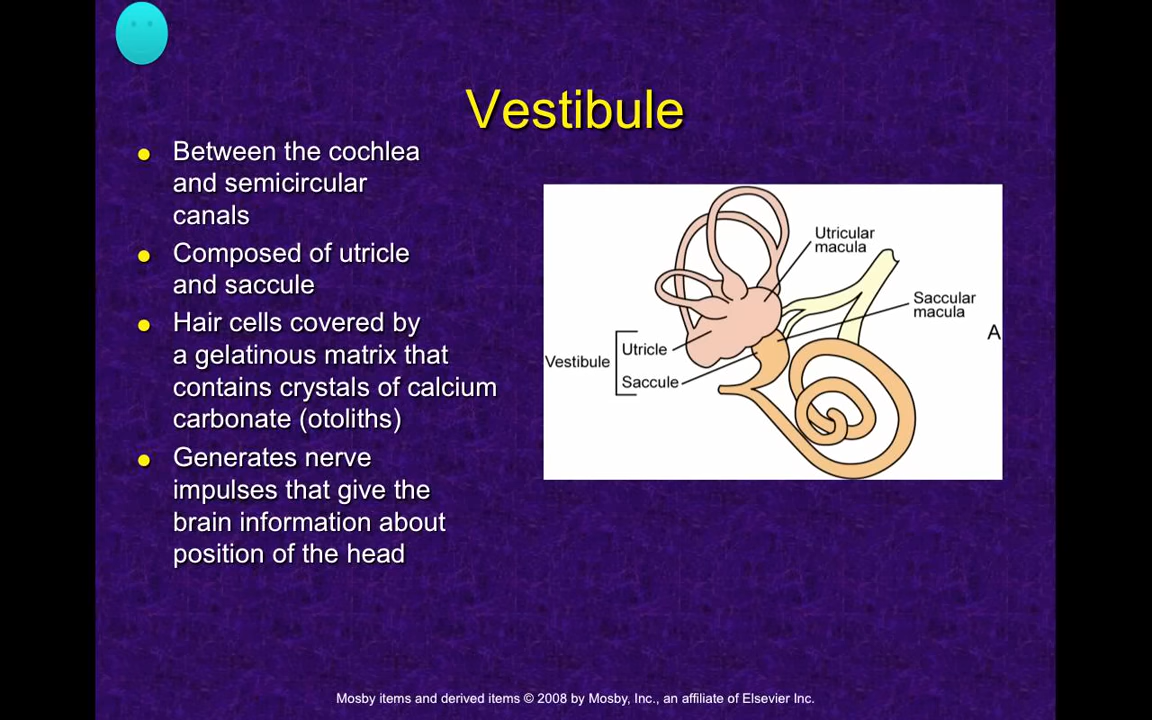 Vestibule
Between the cochlea
and semicircular
canals
Composed of utricle
and saccule
Hair cells covered by
a gelatinous matrix that
contains crystals of calcium
carbonate (otoliths)
Generates nerve
impulses that give the
brain information about
position of the head
Utricular
macula
Saccular
macula
A
Utricle
Vestibule
Saccule
Mosby items and derived items © 2008 by Mosby, Inc., an affiliate of Elsevier Inc.